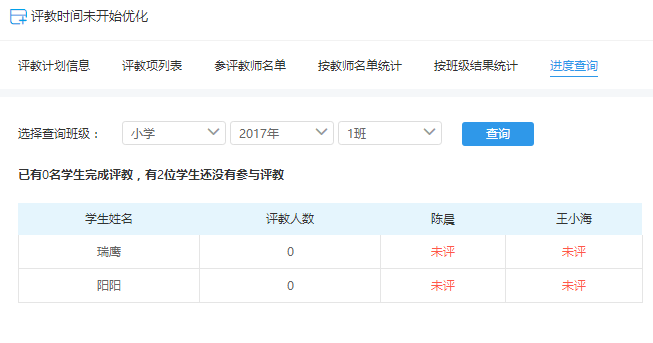 评教时间未开始优化
评教计划信息 评教项列表 参评教师名单 按教师名单统计 按班级结果统计 进度查询
选择查询班级： 小学 2017年 1班 查询
已有0名学生完成评教，有2位学生还没有参与评教
学生姓名 评教人数 陈晨 王小海
瑞鹰 0 未评 未评
阳阳 0 未评 未评